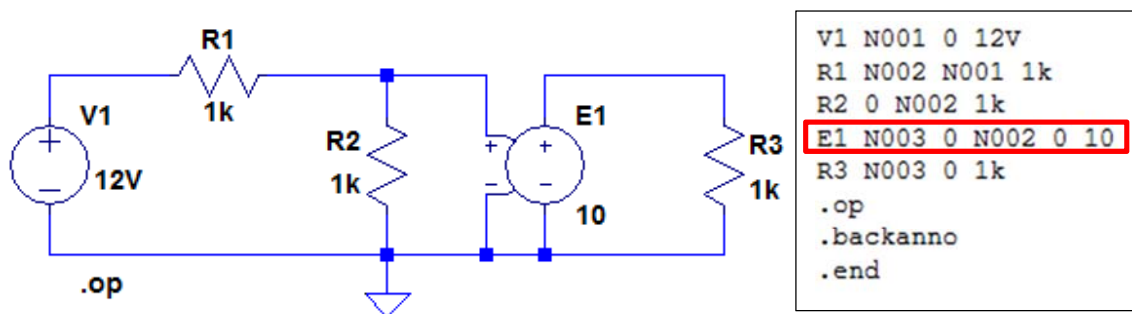 R1
1k
V1
12V
R2
1k
E1
10
R3
1k
.op
V1 N001 0 12V
R1 N002 N001 1k
R2 0 N002 1k
E1 N003 0 N002 0 10
R3 N003 0 1k
.op
.backanno
.end